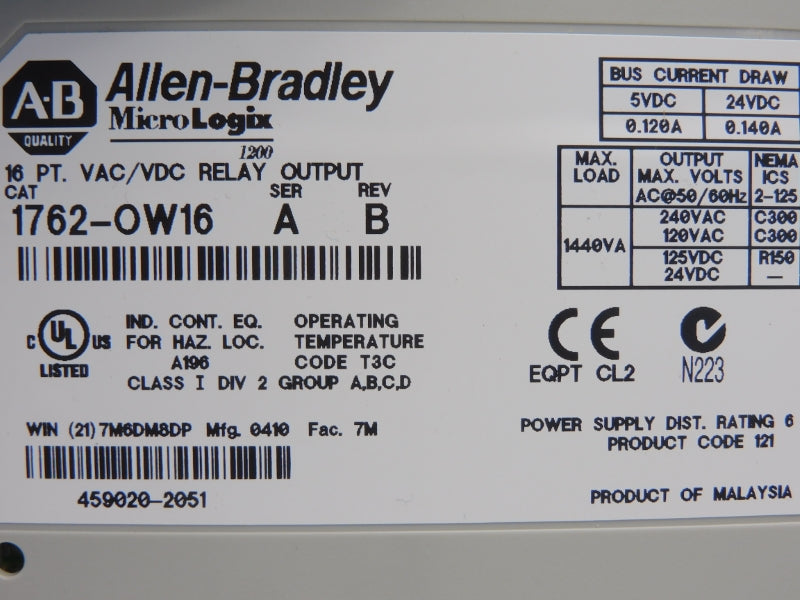 A-B
QUALITY
Allen-Bradley
MicroLogix
1200
16 PT. VAC/VDC RELAY OUTPUT
CAT SER REV
1762-OW16 A B
BUS CURRENT DRAW
5VDC 24VDC
0.120A 0.140A
MAX. LOAD
OUTPUT MAX. VOLTS AC@50/60Hz
NEMA ICS 2-125
1440VA
240VAC C300
120VAC C300
125VDC R150
24VDC —
C UL US
LISTED
IND. CONT. EQ.
FOR HAZ. LOC.
A196
OPERATING
TEMPERATURE
CODE T3C
CLASS I DIV 2 GROUP A,B,C,D
CE
EQPT CL2
N223
WIN (21) 7M6DM8DP Mfg. 0410 Fac. 7M
459020-2051
POWER SUPPLY DIST. RATING 6
PRODUCT CODE 121
PRODUCT OF MALAYSIA